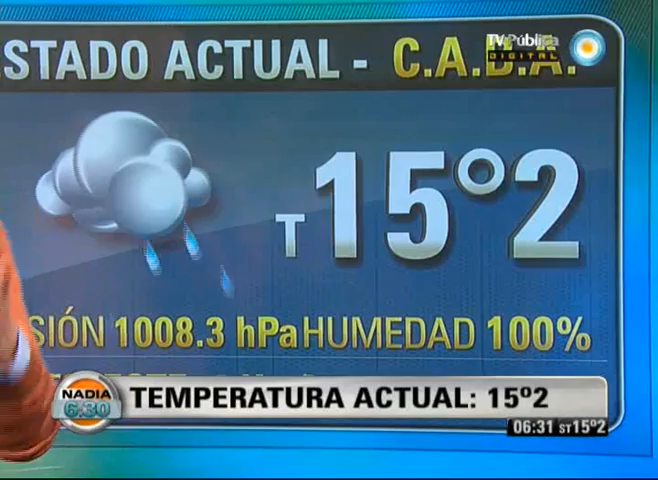 ESTADO ACTUAL - C.A.B.A.
TV Pública
DIGITAL
T 15º2
SIÓN 1008.3 hPa HUMEDAD 100%
NADIA
6.30
TEMPERATURA ACTUAL: 15º2
06:31 ST 15º2